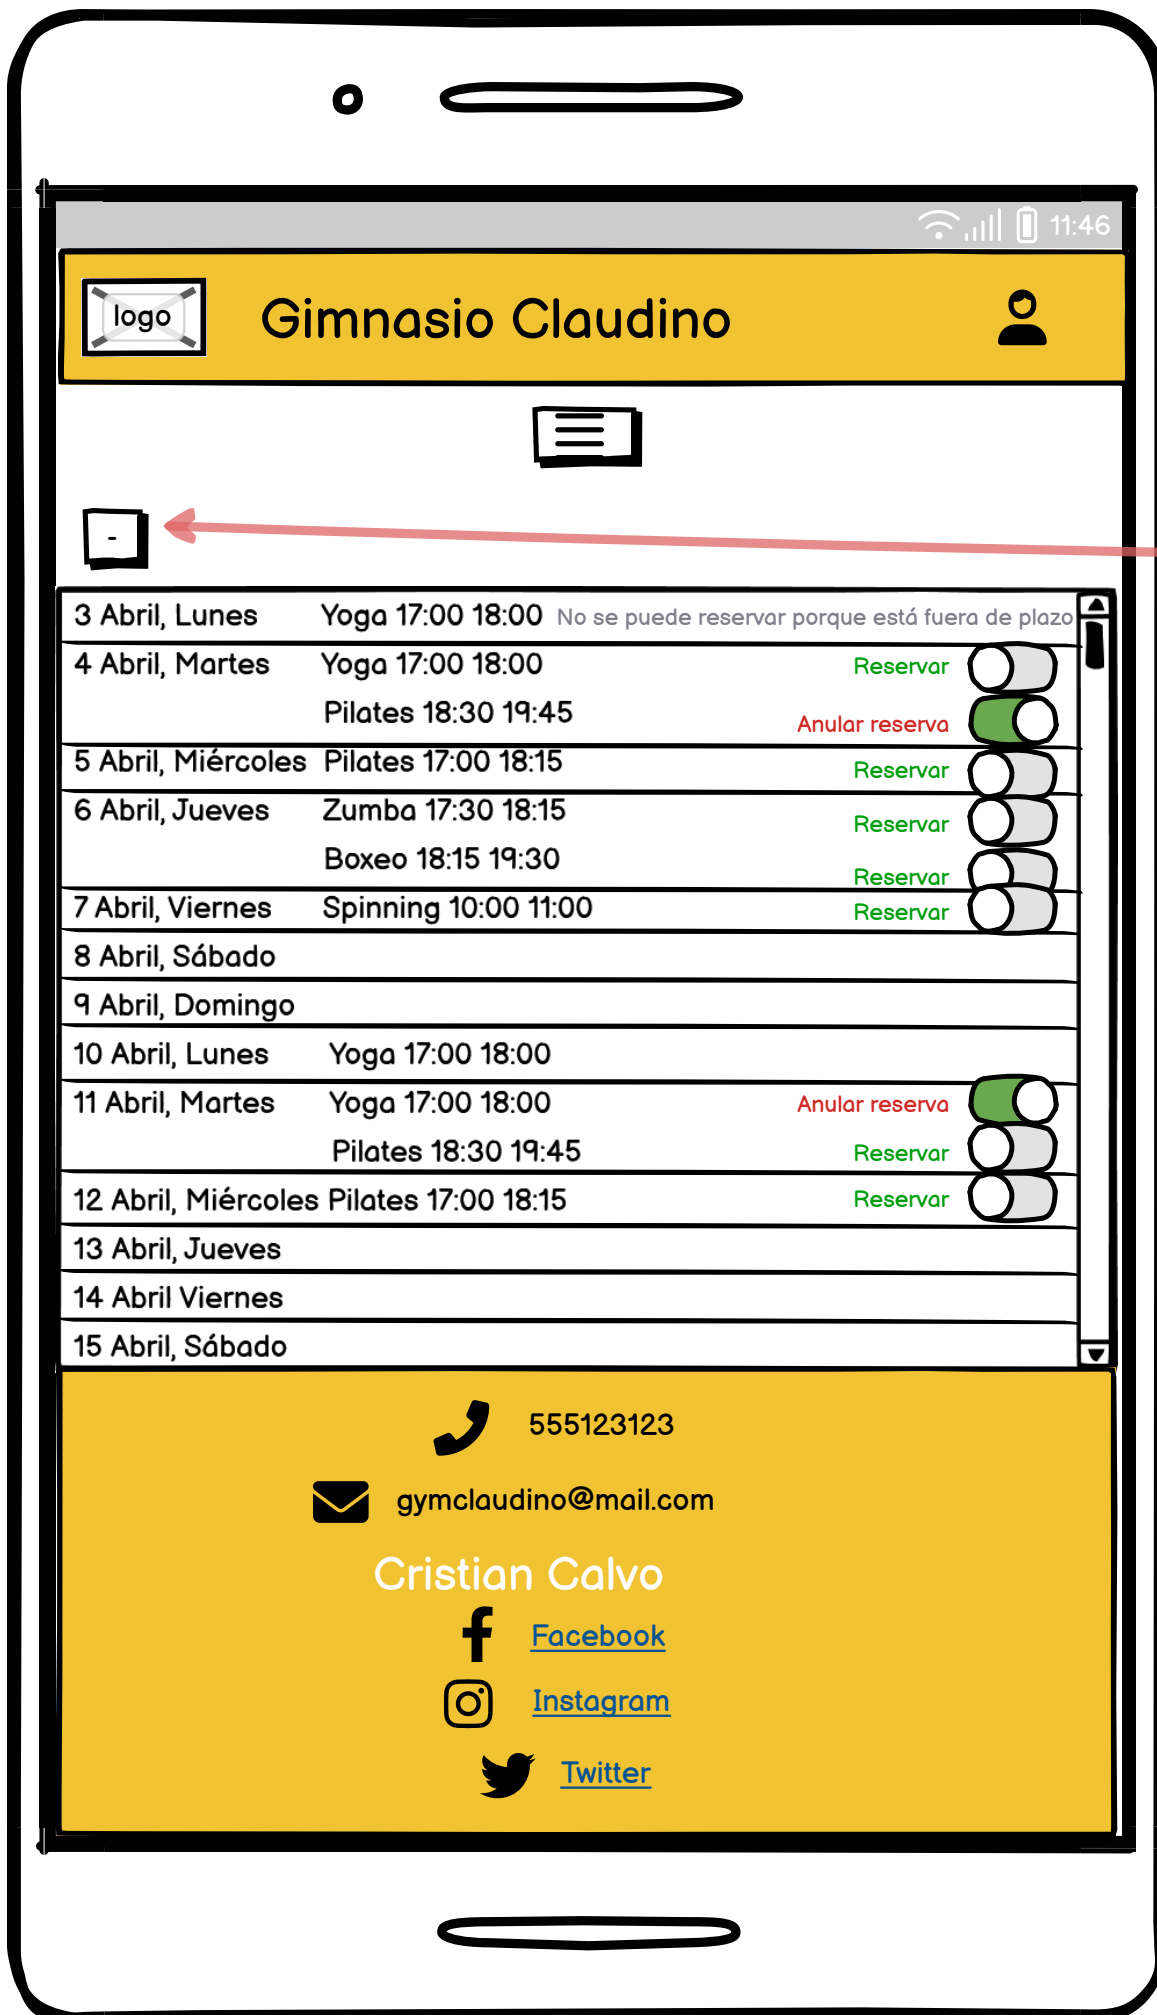 11:46
logo
Gimnasio Claudino
-
3 Abril, Lunes Yoga 17:00 18:00 No se puede reservar porque está fuera de plazo
4 Abril, Martes Yoga 17:00 18:00 Reservar
Pilates 18:30 19:45 Anular reserva
5 Abril, Miércoles Pilates 17:00 18:15 Reservar
6 Abril, Jueves Zumba 17:30 18:15 Reservar
Boxeo 18:15 19:30 Reservar
7 Abril, Viernes Spinning 10:00 11:00 Reservar
8 Abril, Sábado
9 Abril, Domingo
10 Abril, Lunes Yoga 17:00 18:00
11 Abril, Martes Yoga 17:00 18:00 Anular reserva
Pilates 18:30 19:45 Reservar
12 Abril, Miércoles Pilates 17:00 18:15 Reservar
13 Abril, Jueves
14 Abril Viernes
15 Abril, Sábado
555123123
gymclaudino@mail.com
Cristian Calvo
Facebook
Instagram
Twitter